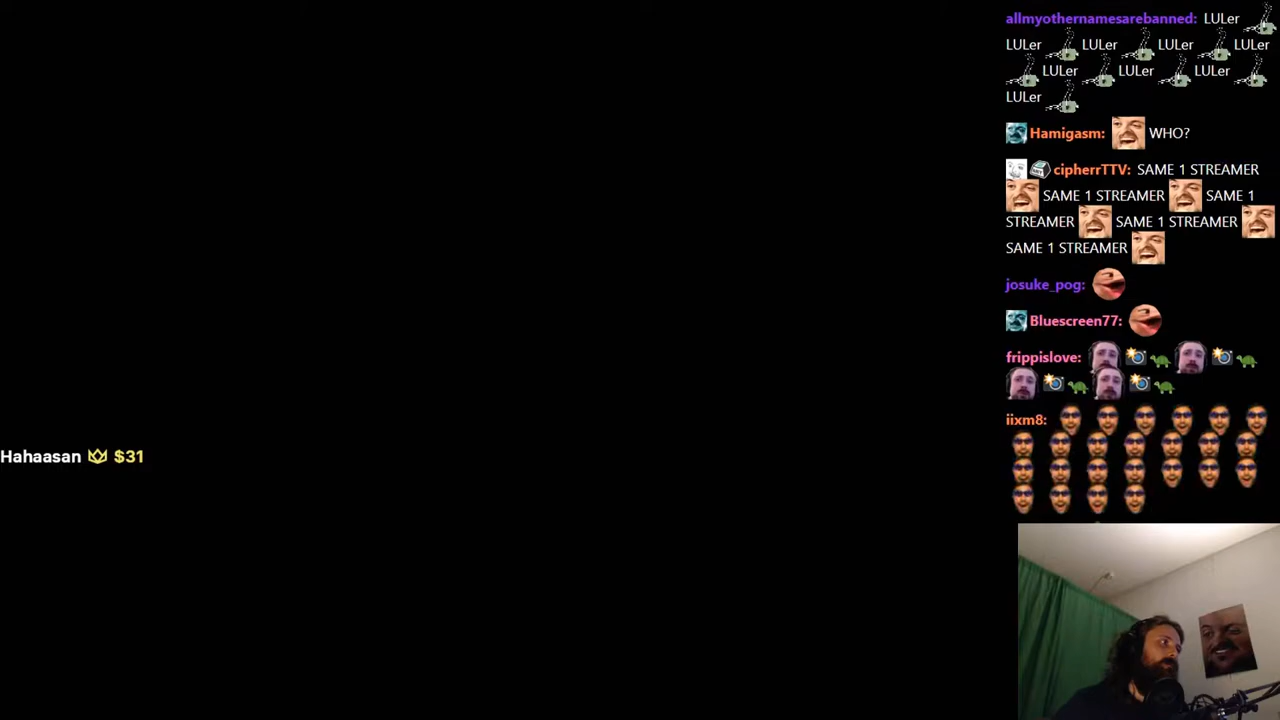 allmyothernamesarebanned: LULer
LULer LULer LULer LULer
LULer LULer LULer
LULer
Hamigasm: WHO?
cipherrTTV: SAME 1 STREAMER
SAME 1 STREAMER SAME 1
STREAMER SAME 1 STREAMER
SAME 1 STREAMER
josuke_pog:
Bluescreen77:
frippislove:
iixm8:
Hahaasan $31